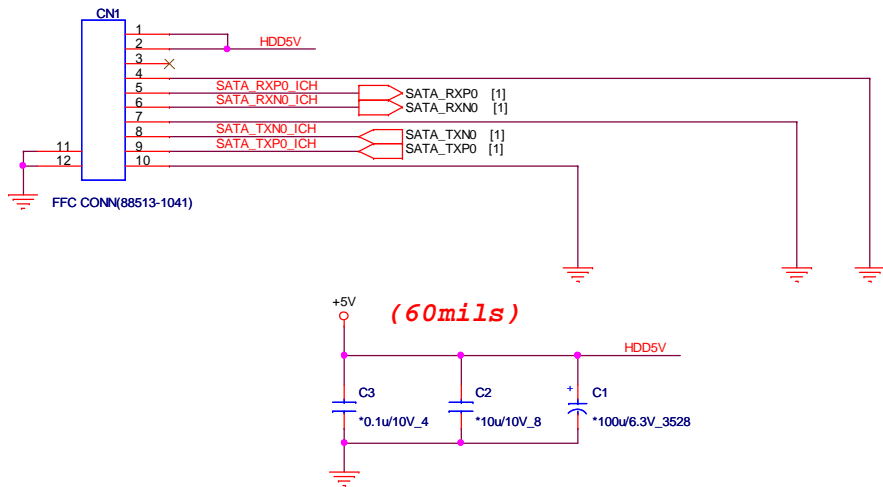 CN1
1
2 HDD5V
3
4
5 SATA_RXP0_ICH SATA_RXP0 [1]
6 SATA_RXN0_ICH SATA_RXN0 [1]
7
8 SATA_TXN0_ICH SATA_TXN0 [1]
11 9 SATA_TXP0_ICH SATA_TXP0 [1]
12 10
FFC CONN(88513-1041)
+5V (60mils)
HDD5V
C3 C2 + C1
*0.1u/10V_4 *10u/10V_8 *100u/6.3V_3528